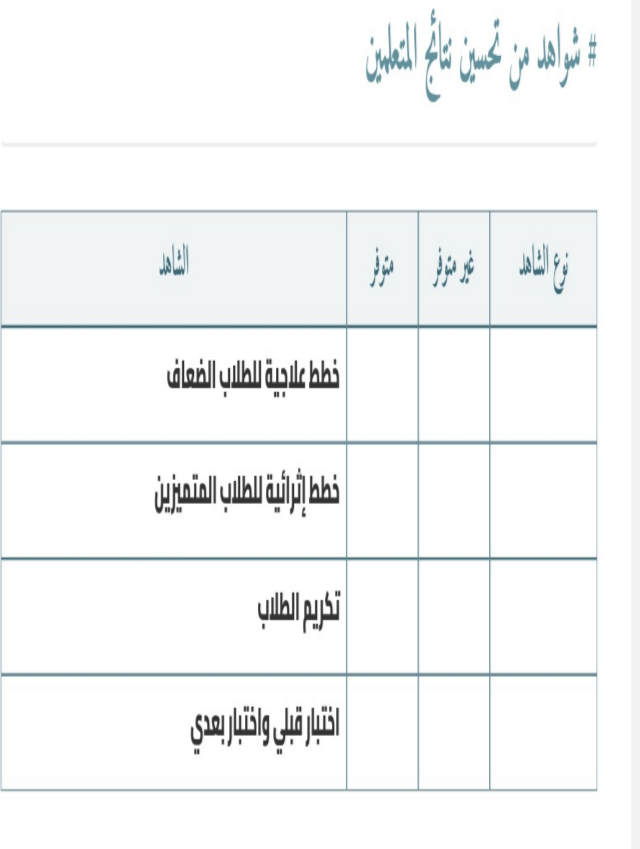 # شواهد من تحسين نتائج المتعلمين
نوع الشاهد غير متوفر متوفر الشاهد
خطط علاجية للطلاب الضعاف
خطط إثرائية للطلاب المتميزين
تكريم الطلاب
اختبار قبلي واختبار بعدي